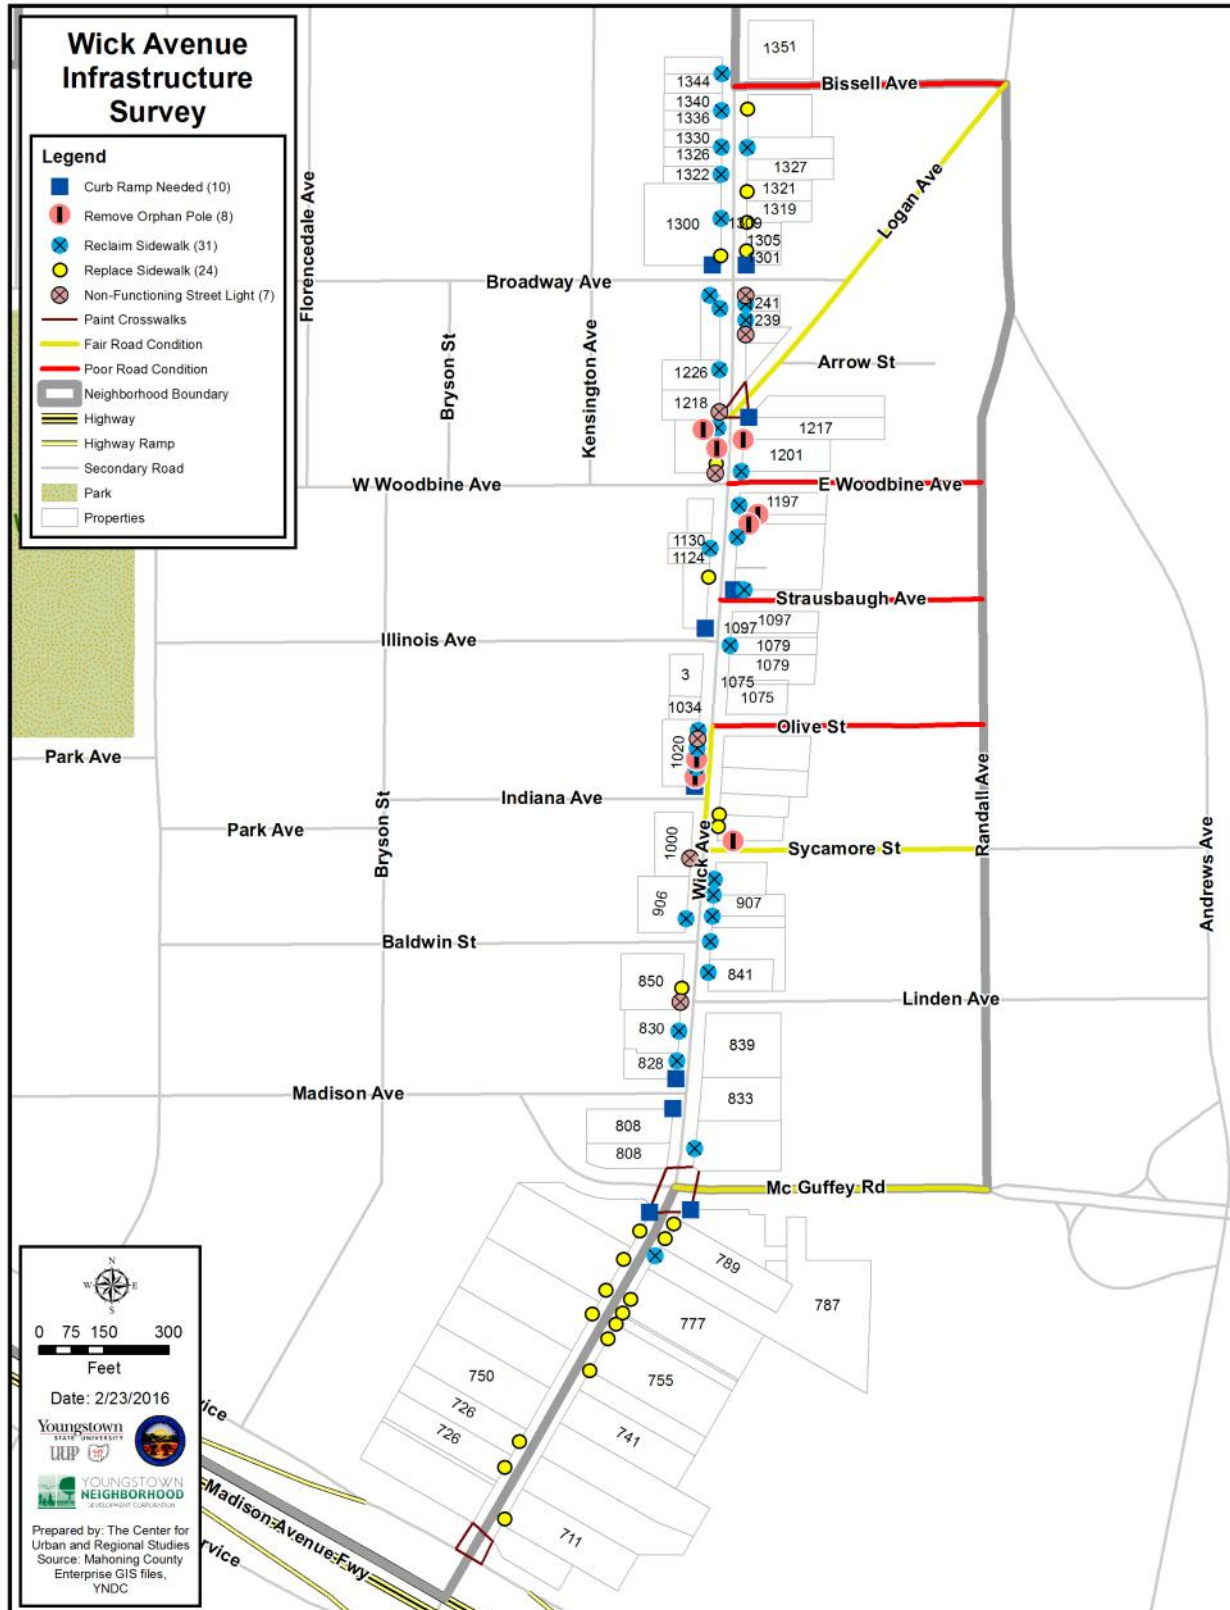 Wick Avenue
Infrastructure
Survey
Legend
Curb Ramp Needed (10)
Remove Orphan Pole (8)
Reclaim Sidewalk (31)
Replace Sidewalk (24)
Non-Functioning Street Light (7)
Paint Crosswalks
Fair Road Condition
Poor Road Condition
Neighborhood Boundary
Highway
Highway Ramp
Secondary Road
Park
Properties
1351
Bissell Ave
1344
1340
1336
1330
1326
1322
1327
1321
1319
1300
1309
1305
1301
Logan Ave
Florencedale Ave
Broadway Ave
Bryson St
Kensington Ave
1241
1239
Arrow St
1226
1218
1217
1201
W Woodbine Ave
E Woodbine Ave
1197
1130
1124
Strausbaugh Ave
1097
1097
Illinois Ave
1079
1079
3
1075
1075
1034
Olive St
1020
Park Ave
Indiana Ave
Bryson St
Park Ave
1000
Wick Ave
Sycamore St
Randall Ave
Andrews Ave
906
907
Baldwin St
850
841
Linden Ave
830
839
828
Madison Ave
833
808
808
Mc Guffey Rd
789
787
777
750
755
726
726
741
711
N
W
E
S
0 75 150 300
Feet
Date: 2/23/2016
Youngstown
STATE UNIVERSITY
YOUNGSTOWN
NEIGHBORHOOD
DEVELOPMENT CORPORATION
Prepared by: The Center for
Urban and Regional Studies
Source: Mahoning County
Enterprise GIS files,
YNDC
vice
Madison Avenue Fwy
rvice